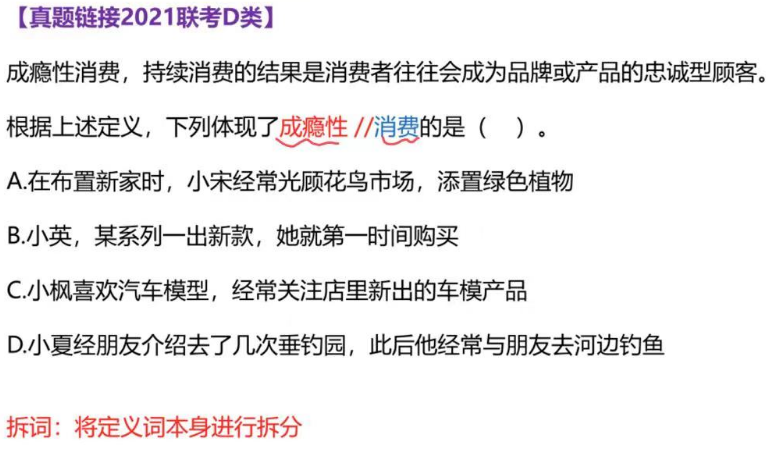 【真题链接2021联考D类】
成瘾性消费，持续消费的结果是消费者往往会成为品牌或产品的忠诚型顾客。
根据上述定义，下列体现了成瘾性//消费的是（　）。
A.在布置新家时，小宋经常光顾花鸟市场，添置绿色植物
B.小英，某系列一出新款，她就第一时间购买
C.小枫喜欢汽车模型，经常关注店里新出的车模产品
D.小夏经朋友介绍去了几次垂钓园，此后他经常与朋友去河边钓鱼
拆词：将定义词本身进行拆分